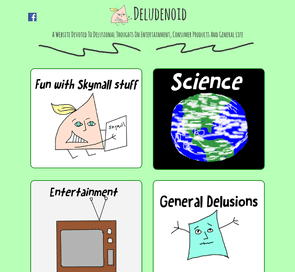 Deludenoid
A Website Devoted To Delusional Thoughts On Entertainment, Consumer Products And General Life
Fun with Skymall stuff
Science
Skymall
Entertainment
General Delusions